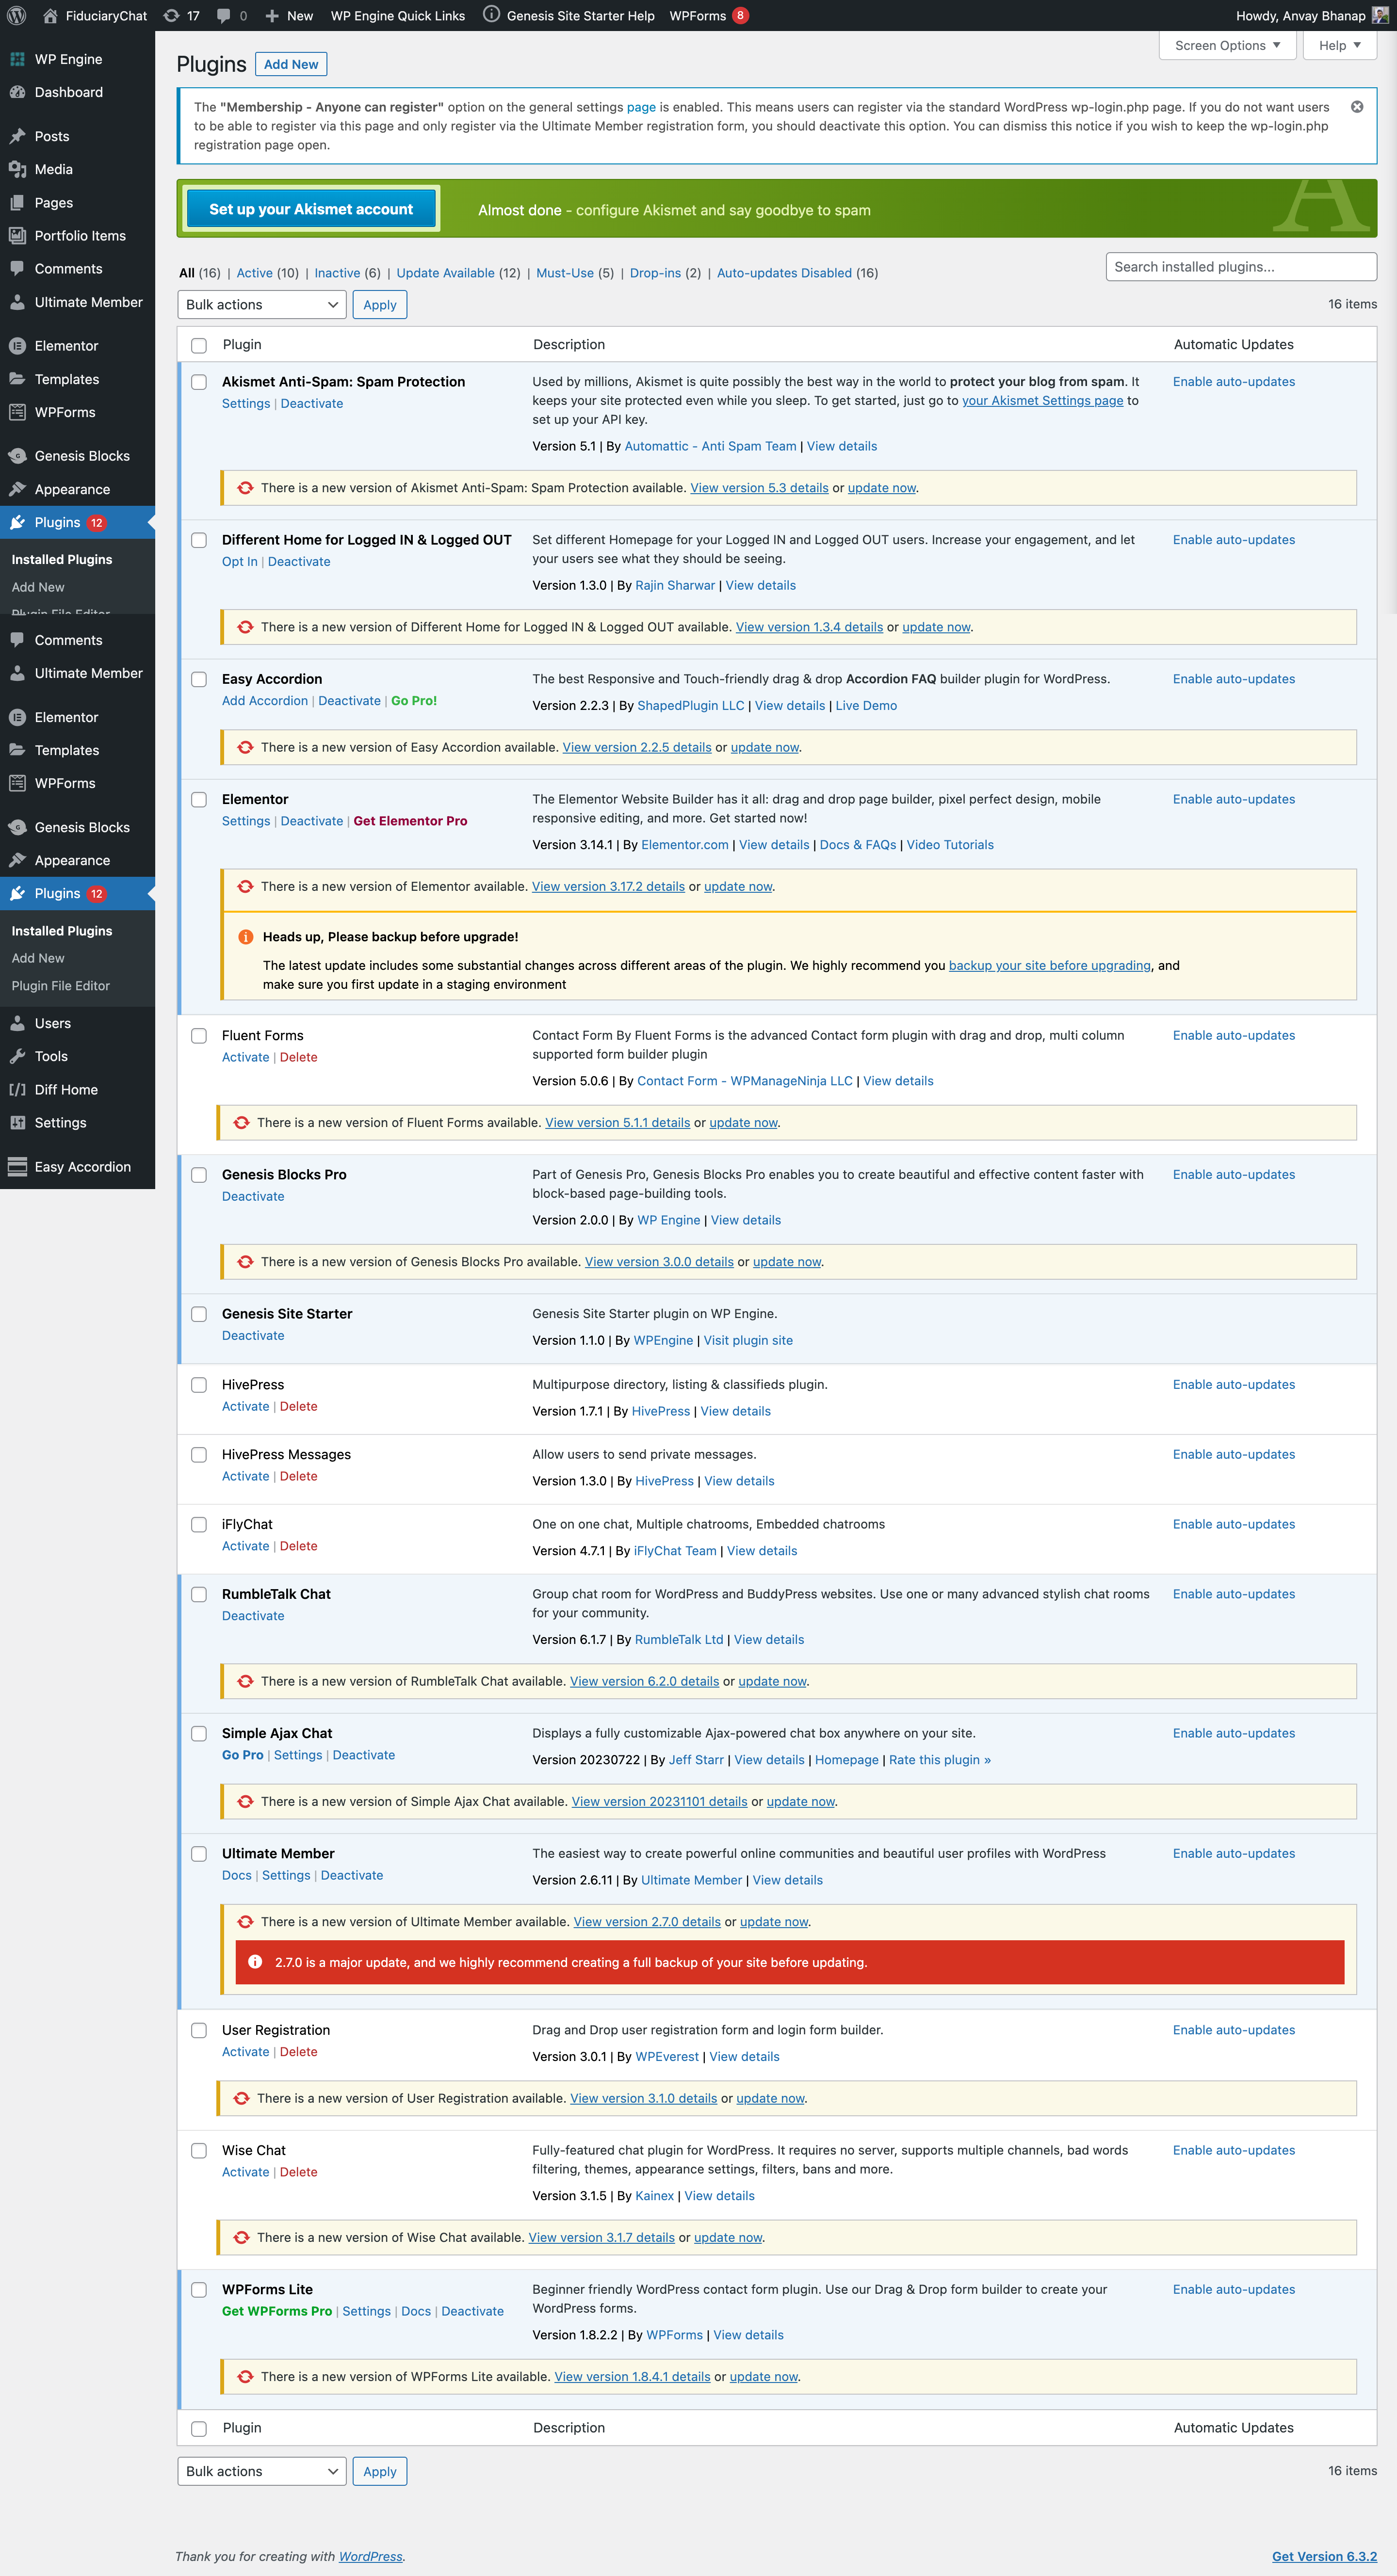 FiduciaryChat 17 0 New WP Engine Quick Links Genesis Site Starter Help WPForms 8 Howdy, Anvay Bhanap
WP Engine
Dashboard
Posts
Media
Pages
Portfolio Items
Comments
Ultimate Member
Elementor
Templates
WPForms
Genesis Blocks
Appearance
Plugins 12
Installed Plugins
Add New
Plugin File Editor
Comments
Ultimate Member
Elementor
Templates
WPForms
Genesis Blocks
Appearance
Plugins 12
Installed Plugins
Add New
Plugin File Editor
Users
Tools
Diff Home
Settings
Easy Accordion
Screen Options Help
Plugins Add New
The "Membership - Anyone can register" option on the general settings page is enabled. This means users can register via the standard WordPress wp-login.php page. If you do not want users
to be able to register via this page and only register via the Ultimate Member registration form, you should deactivate this option. You can dismiss this notice if you wish to keep the wp-login.php
registration page open.
Set up your Akismet account Almost done - configure Akismet and say goodbye to spam
All (16) | Active (10) | Inactive (6) | Update Available (12) | Must-Use (5) | Drop-ins (2) | Auto-updates Disabled (16)
Search installed plugins...
Bulk actions Apply 16 items
Plugin Description Automatic Updates
Akismet Anti-Spam: Spam Protection
Settings | Deactivate
Used by millions, Akismet is quite possibly the best way in the world to protect your blog from spam. It
keeps your site protected even while you sleep. To get started, just go to your Akismet Settings page to
set up your API key.
Version 5.1 | By Automattic - Anti Spam Team | View details
Enable auto-updates
There is a new version of Akismet Anti-Spam: Spam Protection available. View version 5.3 details or update now.
Different Home for Logged IN & Logged OUT
Opt In | Deactivate
Set different Homepage for your Logged IN and Logged OUT users. Increase your engagement, and let
your users see what they should be seeing.
Version 1.3.0 | By Rajin Sharwar | View details
Enable auto-updates
There is a new version of Different Home for Logged IN & Logged OUT available. View version 1.3.4 details or update now.
Easy Accordion
Add Accordion | Deactivate | Go Pro!
The best Responsive and Touch-friendly drag & drop Accordion FAQ builder plugin for WordPress.
Version 2.2.3 | By ShapedPlugin LLC | View details | Live Demo
Enable auto-updates
There is a new version of Easy Accordion available. View version 2.2.5 details or update now.
Elementor
Settings | Deactivate | Get Elementor Pro
The Elementor Website Builder has it all: drag and drop page builder, pixel perfect design, mobile
responsive editing, and more. Get started now!
Version 3.14.1 | By Elementor.com | View details | Docs & FAQs | Video Tutorials
Enable auto-updates
There is a new version of Elementor available. View version 3.17.2 details or update now.
Heads up, Please backup before upgrade!
The latest update includes some substantial changes across different areas of the plugin. We highly recommend you backup your site before upgrading, and
make sure you first update in a staging environment
Fluent Forms
Activate | Delete
Contact Form By Fluent Forms is the advanced Contact form plugin with drag and drop, multi column
supported form builder plugin
Version 5.0.6 | By Contact Form - WPManageNinja LLC | View details
Enable auto-updates
There is a new version of Fluent Forms available. View version 5.1.1 details or update now.
Genesis Blocks Pro
Deactivate
Part of Genesis Pro, Genesis Blocks Pro enables you to create beautiful and effective content faster with
block-based page-building tools.
Version 2.0.0 | By WP Engine | View details
Enable auto-updates
There is a new version of Genesis Blocks Pro available. View version 3.0.0 details or update now.
Genesis Site Starter
Deactivate
Genesis Site Starter plugin on WP Engine.
Version 1.1.0 | By WPEngine | Visit plugin site
Enable auto-updates
HivePress
Activate | Delete
Multipurpose directory, listing & classifieds plugin.
Version 1.7.1 | By HivePress | View details
Enable auto-updates
HivePress Messages
Activate | Delete
Allow users to send private messages.
Version 1.3.0 | By HivePress | View details
Enable auto-updates
iFlyChat
Activate | Delete
One on one chat, Multiple chatrooms, Embedded chatrooms
Version 4.7.1 | By iFlyChat Team | View details
Enable auto-updates
RumbleTalk Chat
Deactivate
Group chat room for WordPress and BuddyPress websites. Use one or many advanced stylish chat rooms
for your community.
Version 6.1.7 | By RumbleTalk Ltd | View details
Enable auto-updates
There is a new version of RumbleTalk Chat available. View version 6.2.0 details or update now.
Simple Ajax Chat
Go Pro | Settings | Deactivate
Displays a fully customizable Ajax-powered chat box anywhere on your site.
Version 20230722 | By Jeff Starr | View details | Homepage | Rate this plugin »
Enable auto-updates
There is a new version of Simple Ajax Chat available. View version 20231101 details or update now.
Ultimate Member
Docs | Settings | Deactivate
The easiest way to create powerful online communities and beautiful user profiles with WordPress
Version 2.6.11 | By Ultimate Member | View details
Enable auto-updates
There is a new version of Ultimate Member available. View version 2.7.0 details or update now.
2.7.0 is a major update, and we highly recommend creating a full backup of your site before updating.
User Registration
Activate | Delete
Drag and Drop user registration form and login form builder.
Version 3.0.1 | By WPEverest | View details
Enable auto-updates
There is a new version of User Registration available. View version 3.1.0 details or update now.
Wise Chat
Activate | Delete
Fully-featured chat plugin for WordPress. It requires no server, supports multiple channels, bad words
filtering, themes, appearance settings, filters, bans and more.
Version 3.1.5 | By Kainex | View details
Enable auto-updates
There is a new version of Wise Chat available. View version 3.1.7 details or update now.
WPForms Lite
Get WPForms Pro | Settings | Docs | Deactivate
Beginner friendly WordPress contact form plugin. Use our Drag & Drop form builder to create your
WordPress forms.
Version 1.8.2.2 | By WPForms | View details
Enable auto-updates
There is a new version of WPForms Lite available. View version 1.8.4.1 details or update now.
Plugin Description Automatic Updates
Bulk actions Apply 16 items
Thank you for creating with WordPress. Get Version 6.3.2